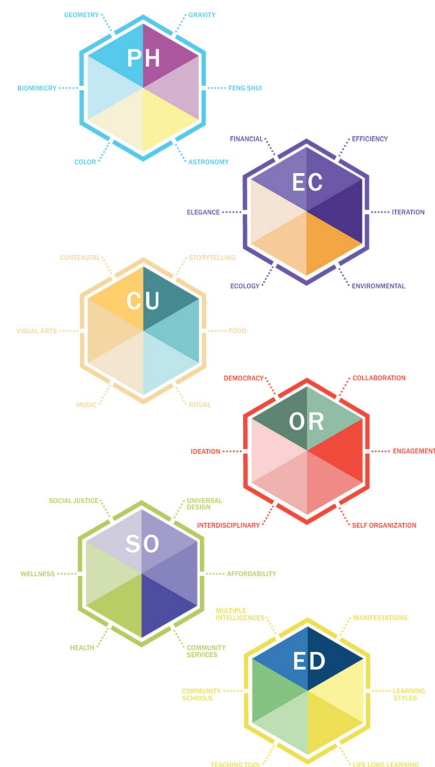 GEOMETRY
GRAVITY
PH
BIOMIMICRY
FENG SHUI
COLOR
ASTRONOMY
FINANCIAL
EFFICIENCY
EC
ELEGANCE
ITERATION
ECOLOGY
ENVIRONMENTAL
CONTEXUTAL
STORYTELLING
CU
VISUAL ARTS
FOOD
MUSIC
RITUAL
DEMOCRACY
COLLABORATION
OR
IDEATION
ENGAGEMENT
INTERDISCIPLINARY
SELF ORGANIZATION
SOCIAL JUSTICE
UNIVERSAL
DESIGN
SO
WELLNESS
AFFORDABILITY
HEALTH
COMMUNITY
SERVICES
MULTIPLE
INTELLIGENCES
MANIFESTATIONS
ED
COMMUNITY
SCHOOLS
LEARNING
STYLES
TEACHING TOOL
LIFE LONG LEARNING